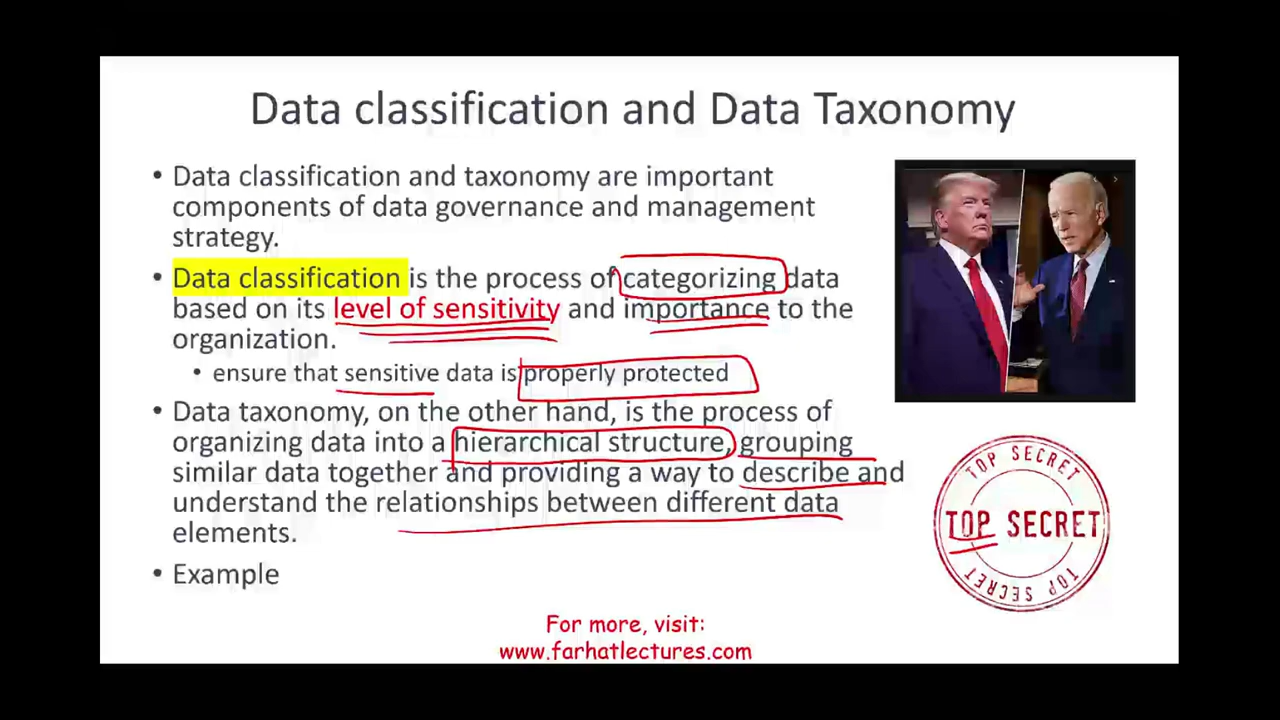 Data classification and Data Taxonomy
• Data classification and taxonomy are important
components of data governance and management
strategy.
• Data classification is the process of categorizing data
based on its level of sensitivity and importance to the
organization.
• ensure that sensitive data is properly protected
• Data taxonomy, on the other hand, is the process of
organizing data into a hierarchical structure, grouping
similar data together and providing a way to describe and
understand the relationships between different data
elements.
• Example
TOP SECRET
TOP SECRET
TOP SECRET
For more, visit:
www.farhatlectures.com